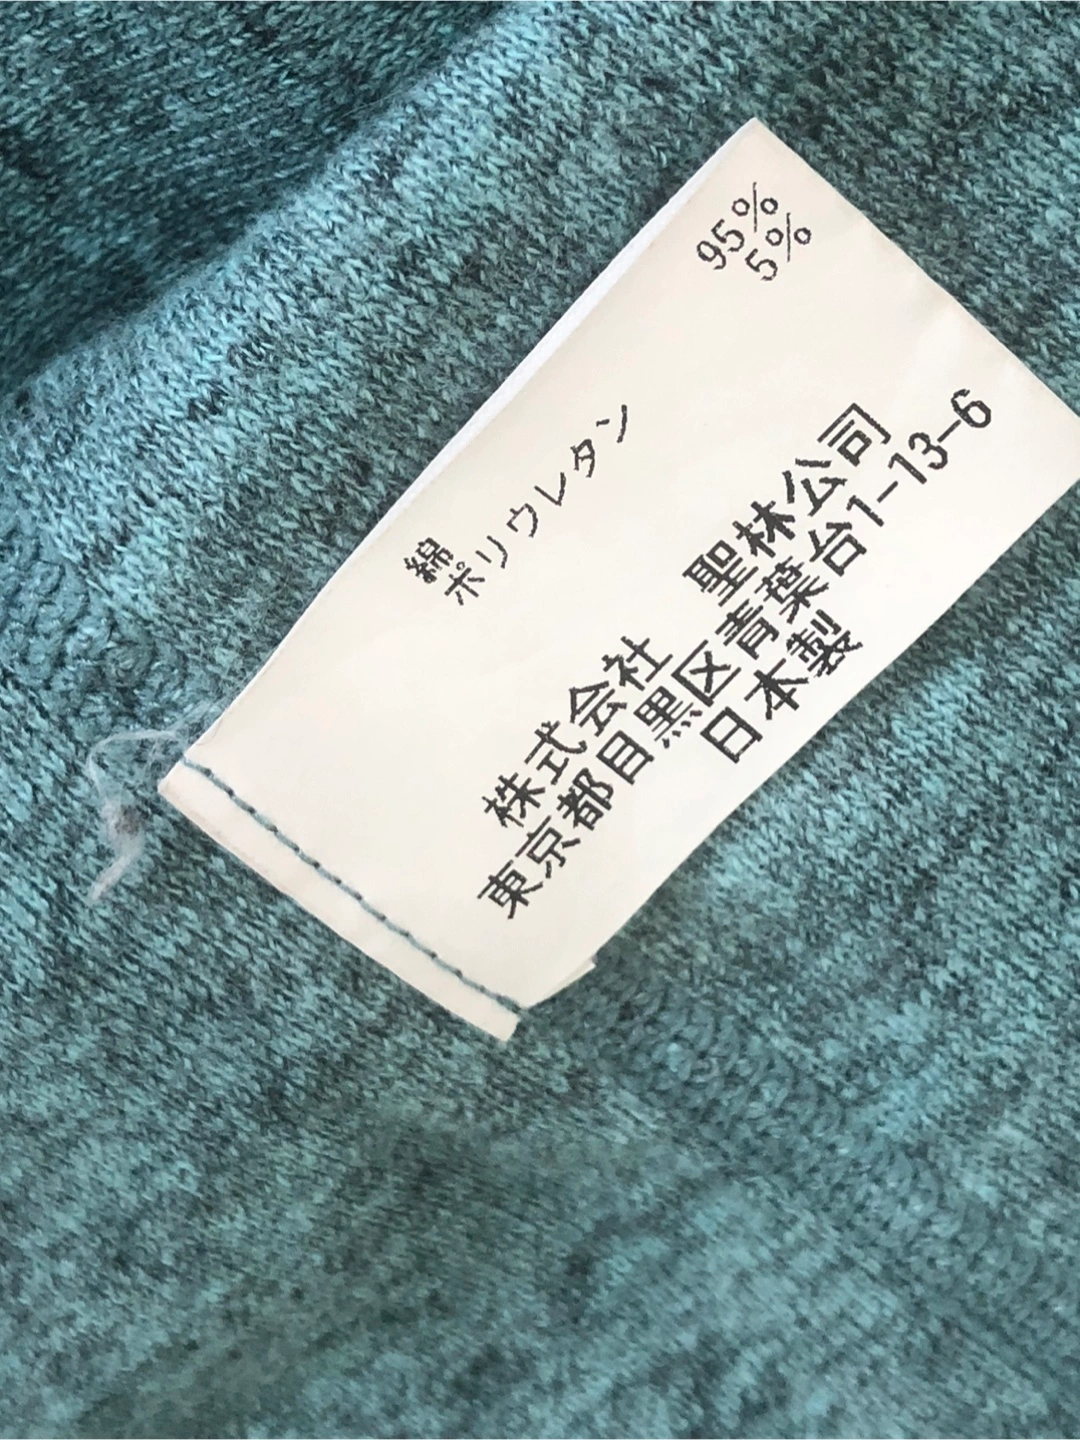 綿 95%
ポリウレタン 5%
株式会社 聖林公司
東京都目黒区青葉台1-13-6
日本製